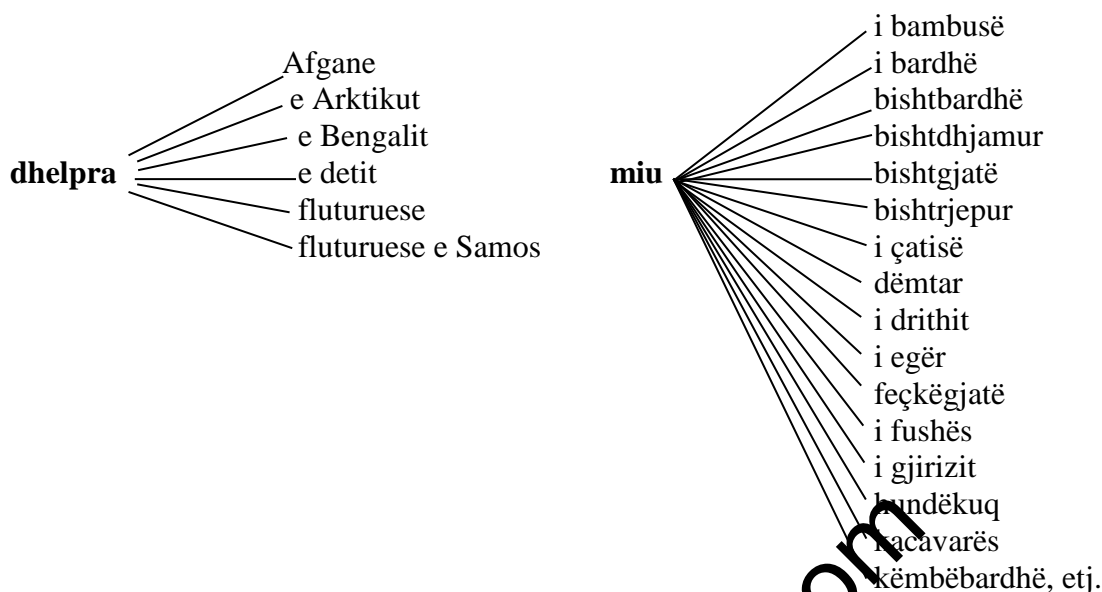 dhelpra
Afgane
e Arktikut
e Bengalit
e detit
fluturuese
fluturuese e Samos
miu
i bambusë
i bardhë
bishtbardhë
bishtdhjamur
bishtgjatë
bishtrjepur
i çatisë
dëmtar
i drithit
i egër
feçkëgjatë
i fushës
i gjirizit
hundëkuq
kacavarës
këmbëbardhë, etj.
om